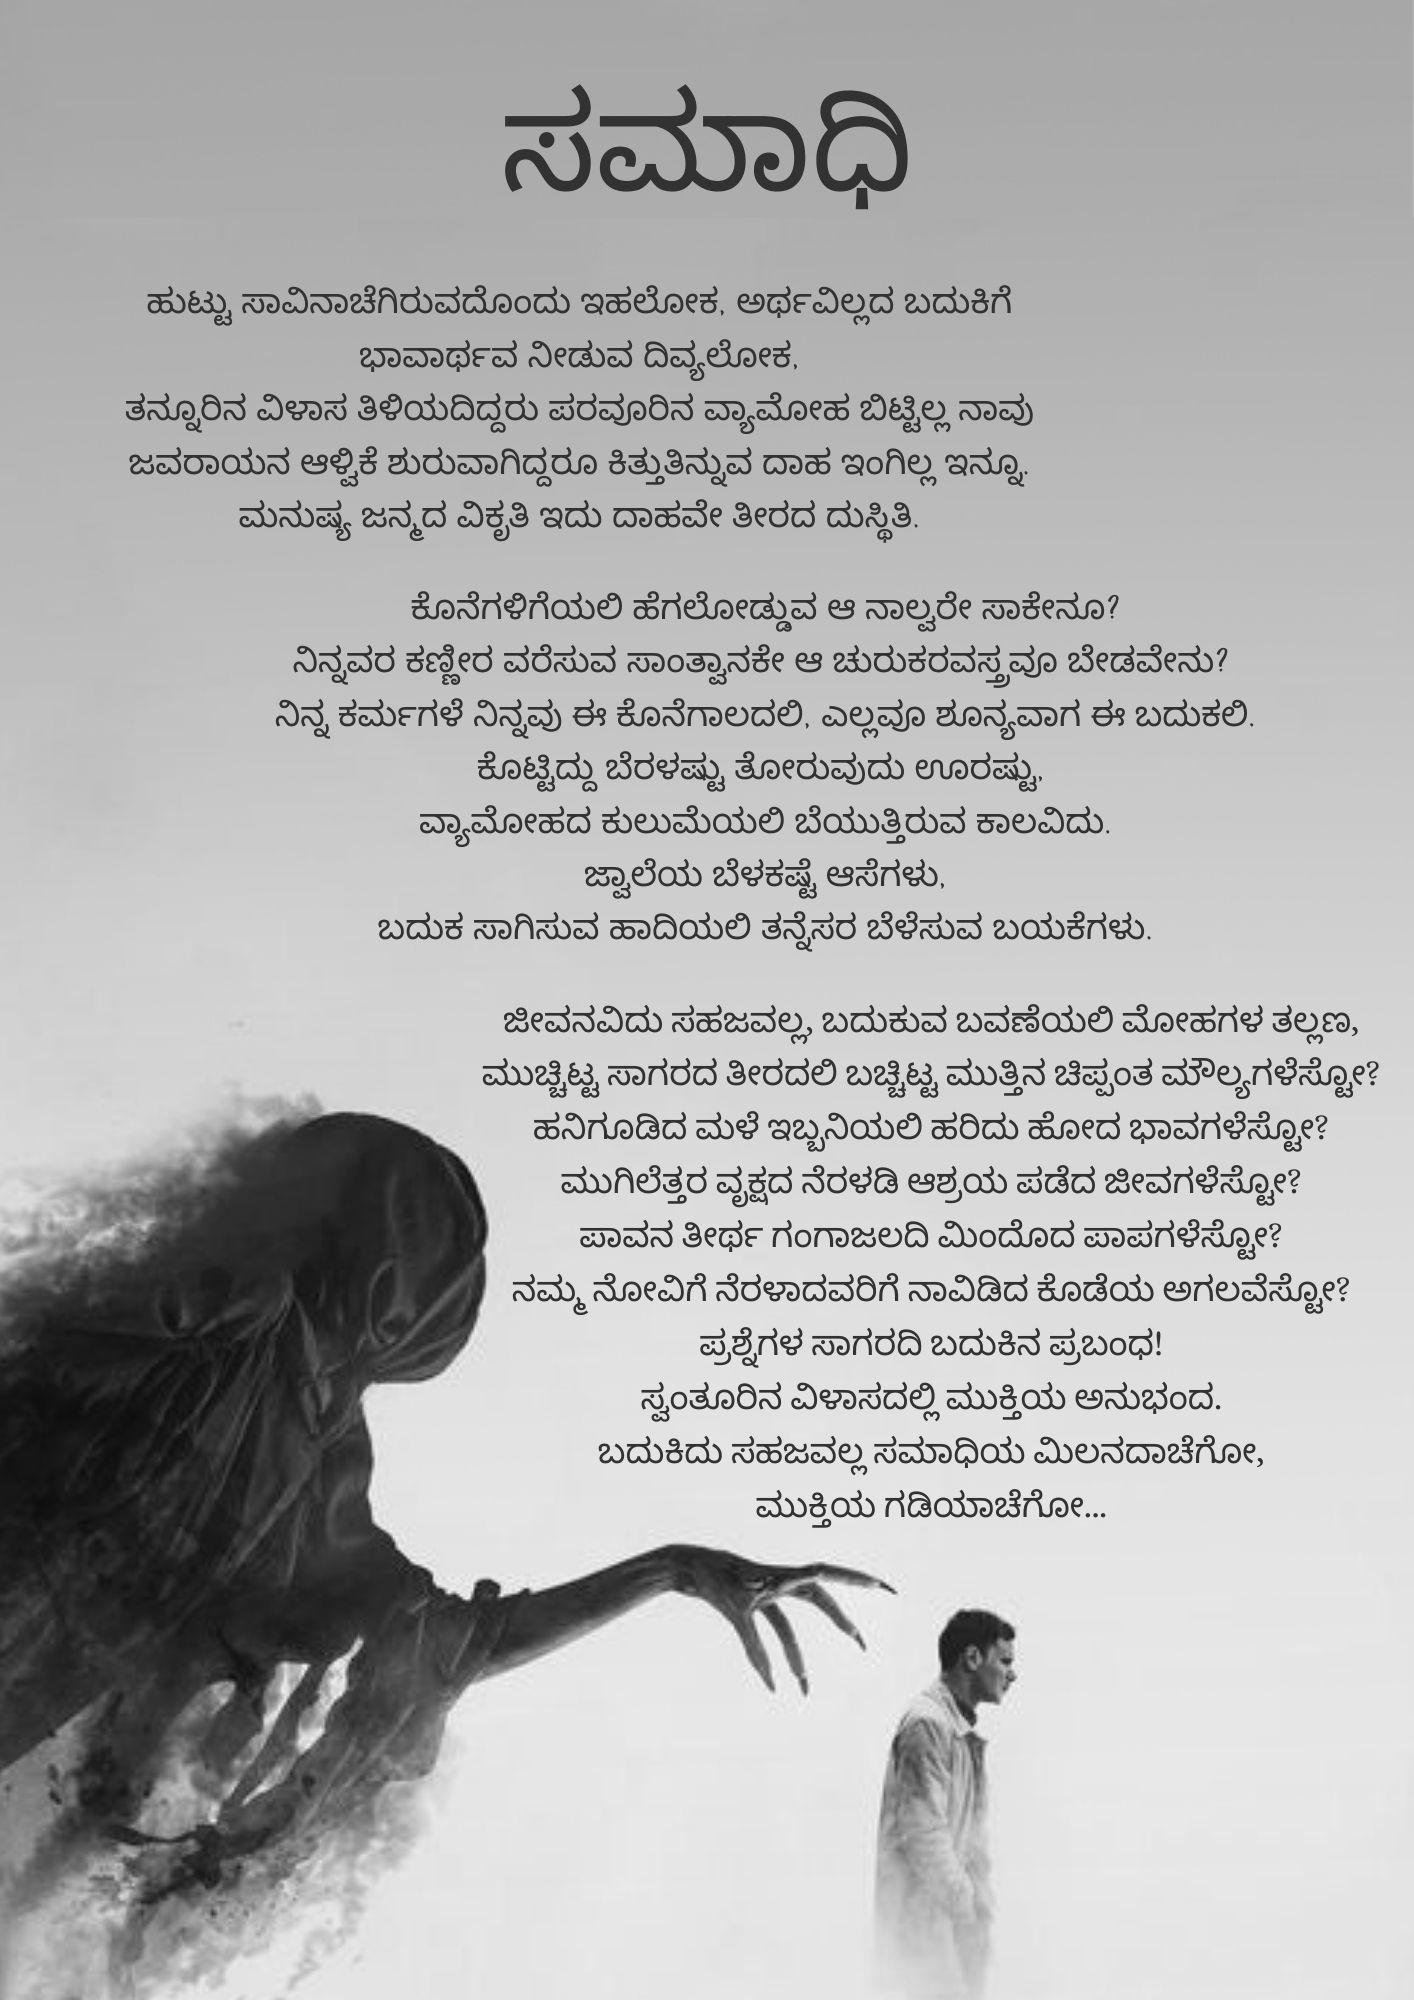 ಸಮಾಧಿ
ಹುಟ್ಟು ಸಾವಿನಾಚೆಗಿರುವದೊಂದು ಇಹಲೋಕ, ಅರ್ಥವಿಲ್ಲದ ಬದುಕಿಗೆ
ಭಾವಾರ್ಥವ ನೀಡುವ ದಿವ್ಯಲೋಕ,
ತನ್ನೂರಿನ ವಿಳಾಸ ತಿಳಿಯದಿದ್ದರು ಪರವೂರಿನ ವ್ಯಾಮೋಹ ಬಿಟ್ಟಿಲ್ಲ ನಾವು
ಜವರಾಯನ ಆಳ್ವಿಕೆ ಶುರುವಾಗಿದ್ದರೂ ಕಿತ್ತುತಿನ್ನುವ ದಾಹ ಇಂಗಿಲ್ಲ ಇನ್ನೂ.
ಮನುಷ್ಯ ಜನ್ಮದ ವಿಕೃತಿ ಇದು ದಾಹವೇ ತೀರದ ದುಸ್ಥಿತಿ.
ಕೊನೆಗಳಿಗೆಯಲಿ ಹೆಗಲೋಡ್ಡುವ ಆ ನಾಲ್ವರೇ ಸಾಕೇನೂ?
ನಿನ್ನವರ ಕಣ್ಣೀರ ವರೆಸುವ ಸಾಂತ್ವಾನಕೇ ಆ ಚುರುಕರವಸ್ತ್ರವೂ ಬೇಡವೇನು?
ನಿನ್ನ ಕರ್ಮಗಳೆ ನಿನ್ನವು ಈ ಕೊನೆಗಾಲದಲಿ, ಎಲ್ಲವೂ ಶೂನ್ಯವಾಗ ಈ ಬದುಕಲಿ.
ಕೊಟ್ಟಿದ್ದು ಬೆರಳಷ್ಟು ತೋರುವುದು ಊರಷ್ಟು,
ವ್ಯಾಮೋಹದ ಕುಲುಮೆಯಲಿ ಬೆಯುತ್ತಿರುವ ಕಾಲವಿದು.
ಜ್ವಾಲೆಯ ಬೆಳಕಷ್ಟೆ ಆಸೆಗಳು,
ಬದುಕ ಸಾಗಿಸುವ ಹಾದಿಯಲಿ ತನ್ನೆಸರ ಬೆಳೆಸುವ ಬಯಕೆಗಳು.
ಜೀವನವಿದು ಸಹಜವಲ್ಲ, ಬದುಕುವ ಬವಣೆಯಲಿ ಮೋಹಗಳ ತಲ್ಲಣ,
ಮುಚ್ಚಿಟ್ಟ ಸಾಗರದ ತೀರದಲಿ ಬಚ್ಚಿಟ್ಟ ಮುತ್ತಿನ ಚಿಪ್ಪಂತ ಮೌಲ್ಯಗಳೆಸ್ಟೋ?
ಹನಿಗೂಡಿದ ಮಳೆ ಇಬ್ಬನಿಯಲಿ ಹರಿದು ಹೋದ ಭಾವಗಳೆಸ್ಟೋ?
ಮುಗಿಲೆತ್ತರ ವೃಕ್ಷದ ನೆರಳಡಿ ಆಶ್ರಯ ಪಡೆದ ಜೀವಗಳೆಸ್ಟೋ?
ಪಾವನ ತೀರ್ಥ ಗಂಗಾಜಲದಿ ಮಿಂದೊದ ಪಾಪಗಳೆಸ್ಟೋ?
ನಮ್ಮ ನೋವಿಗೆ ನೆರಳಾದವರಿಗೆ ನಾವಿಡಿದ ಕೊಡೆಯ ಅಗಲವೆಸ್ಟೋ?
ಪ್ರಶ್ನೆಗಳ ಸಾಗರದಿ ಬದುಕಿನ ಪ್ರಬಂಧ!
ಸ್ವಂತೂರಿನ ವಿಳಾಸದಲ್ಲಿ ಮುಕ್ತಿಯ ಅನುಭಂದ.
ಬದುಕಿದು ಸಹಜವಲ್ಲ ಸಮಾಧಿಯ ಮಿಲನದಾಚೆಗೋ,
ಮುಕ್ತಿಯ ಗಡಿಯಾಚೆಗೋ...